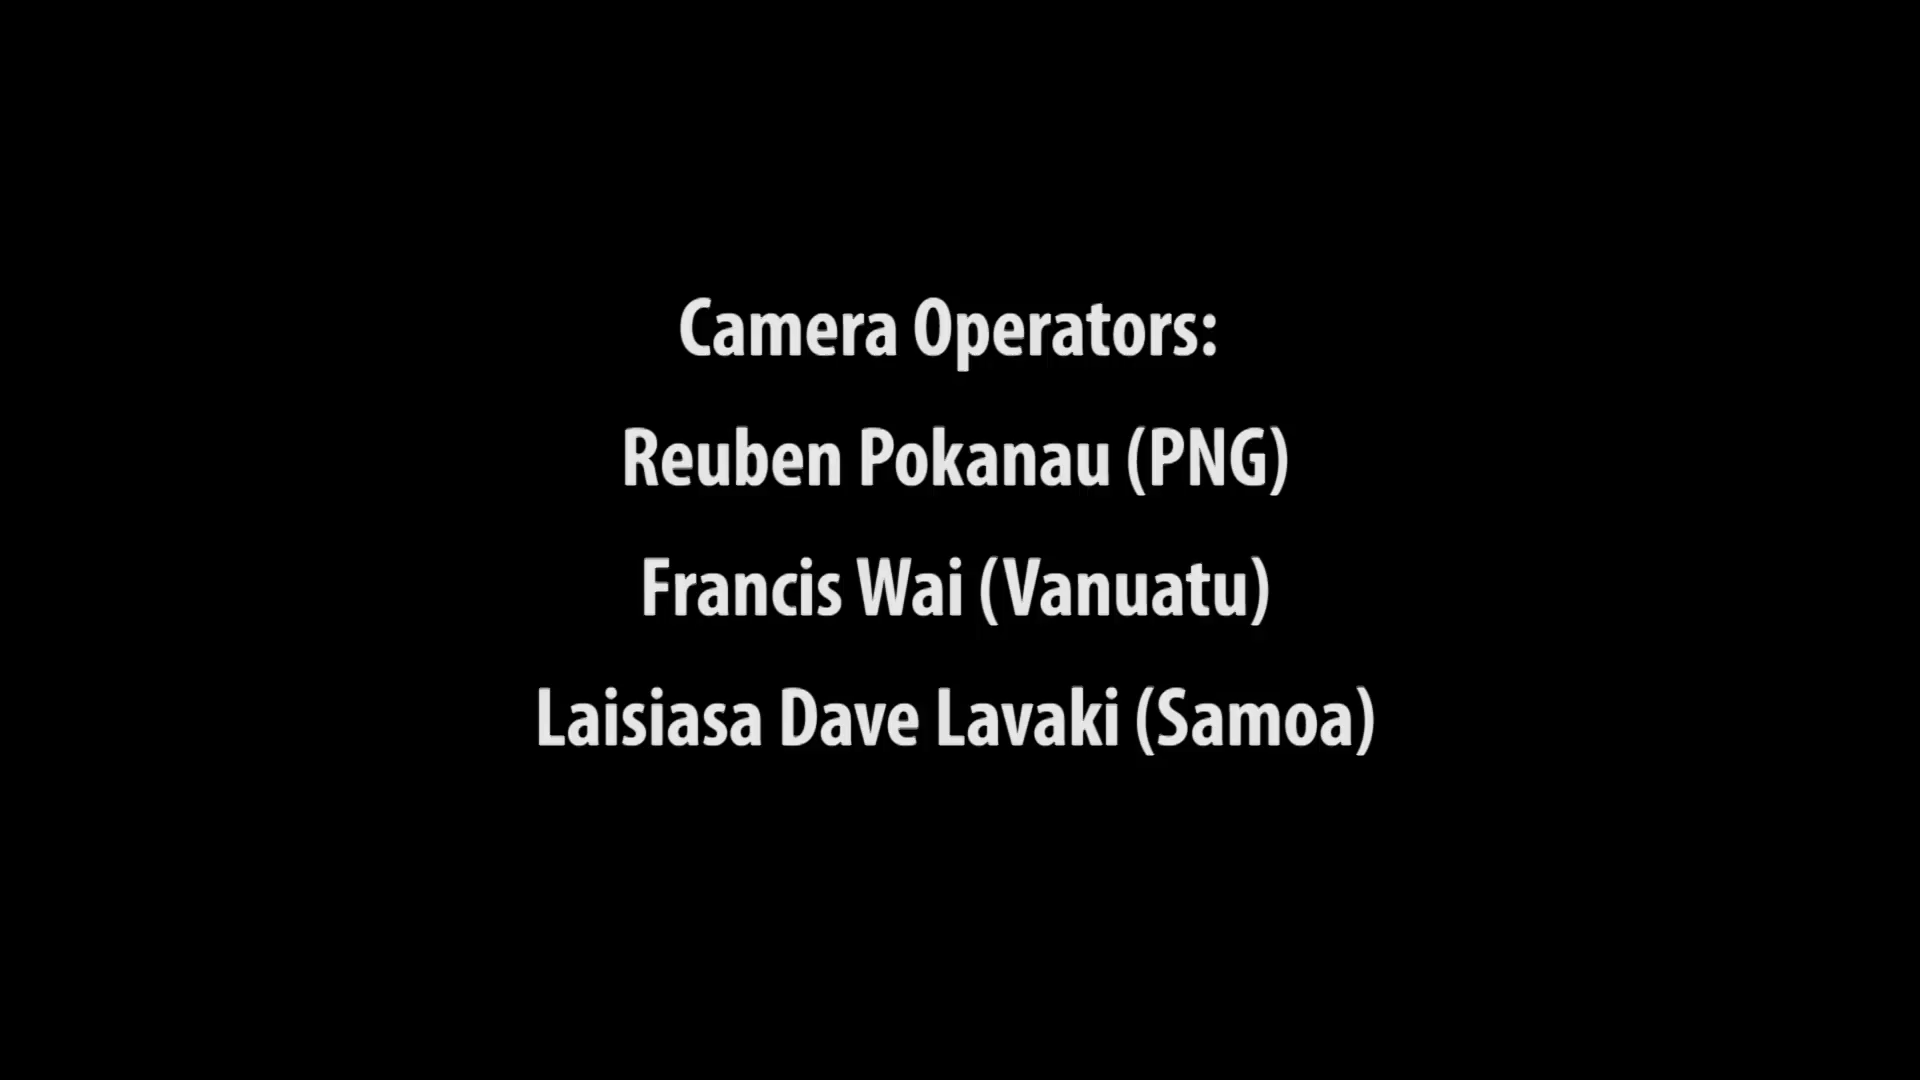 Camera Operators:
Reuben Pokanau (PNG)
Francis Wai (Vanuatu)
Laisiasa Dave Lavaki (Samoa)